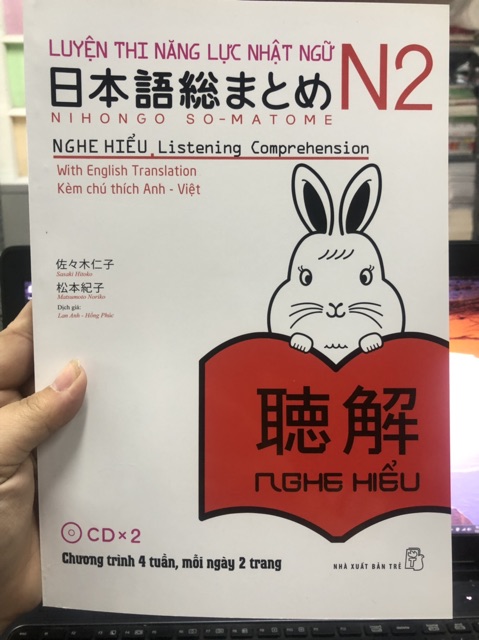 LUYỆN THI NĂNG LỰC NHẬT NGỮ
日本語総まとめ N2
NIHONGO SO-MATOME
NGHE HIỂU Listening Comprehension
With English Translation
Kèm chú thích Anh - Việt
佐々木仁子
Sasaki Hitoko
松本紀子
Matsumoto Noriko
Dịch giả:
Lan Anh - Hồng Phúc
聴解
NGHE HIỂU
CD×2
Chương trình 4 tuần, mỗi ngày 2 trang
NHÀ XUẤT BẢN TRẺ